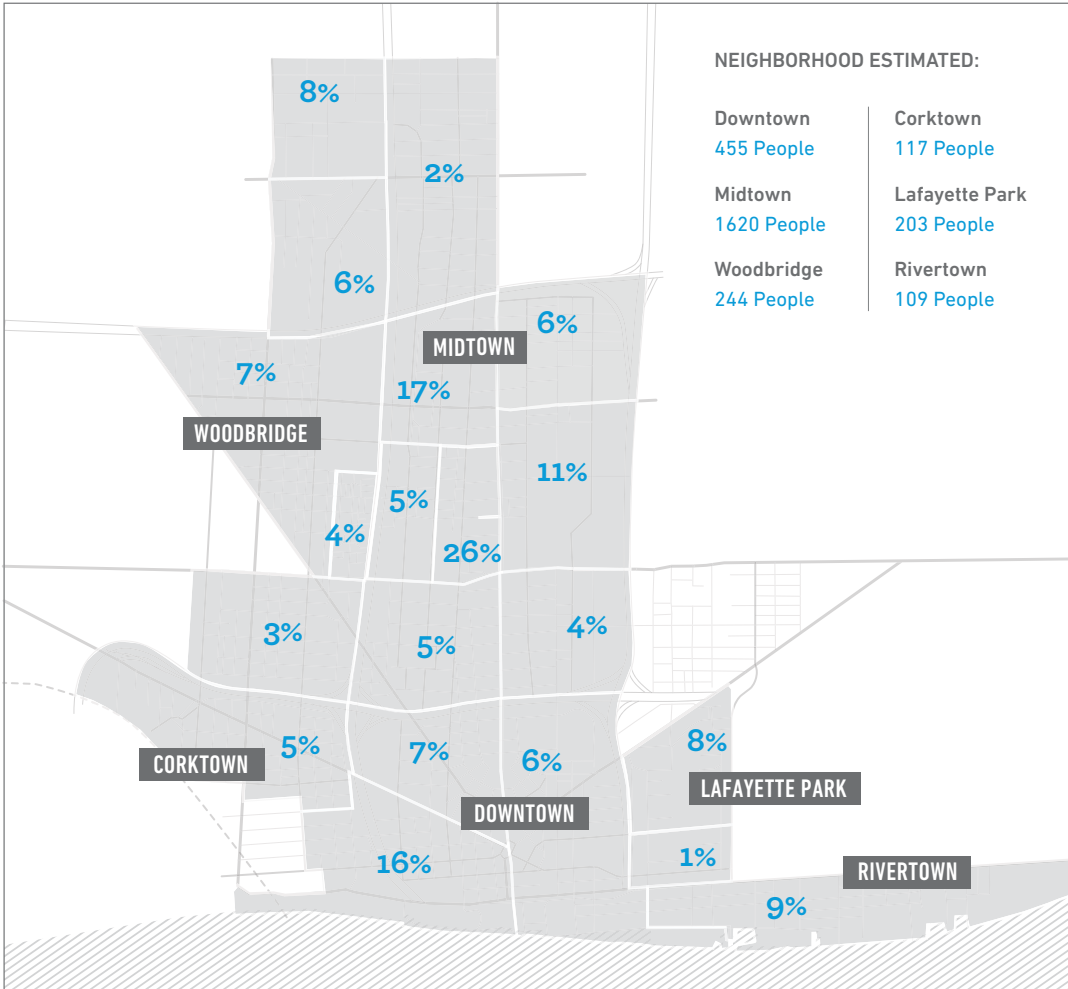 NEIGHBORHOOD ESTIMATED:
Downtown
455 People
Midtown
1620 People
Woodbridge
244 People
Corktown
117 People
Lafayette Park
203 People
Rivertown
109 People
8%
2%
6%
6%
MIDTOWN
7%
17%
WOODBRIDGE
11%
5%
4%
26%
3%
5%
4%
5%
7%
6%
8%
CORKTOWN
LAFAYETTE PARK
DOWNTOWN
16%
1%
RIVERTOWN
9%